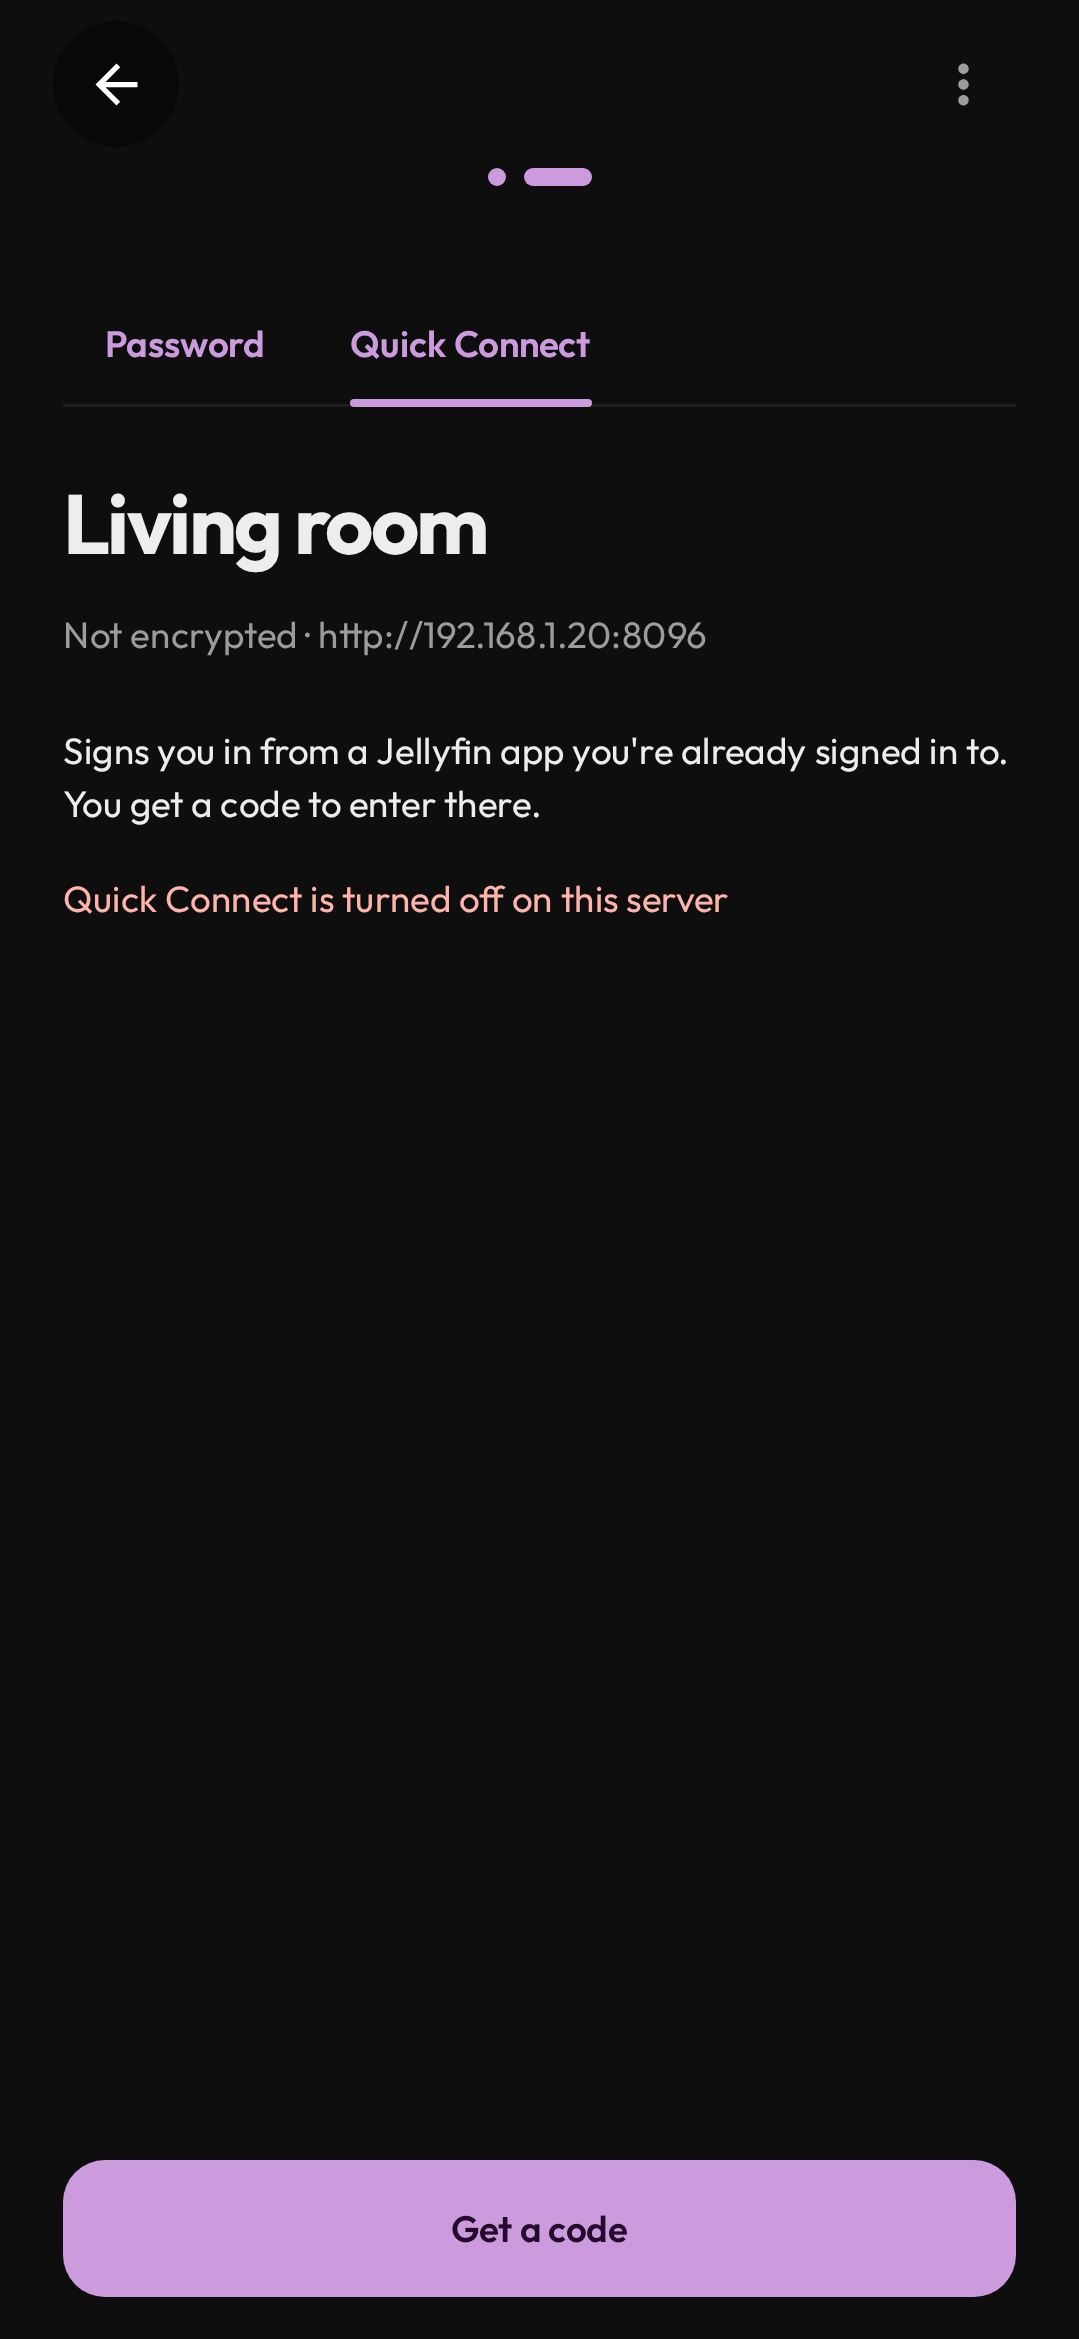 Password
Quick Connect
Living room
Not encrypted · http://192.168.1.20:8096
Signs you in from a Jellyfin app you're already signed in to.
You get a code to enter there.
Quick Connect is turned off on this server
Get a code